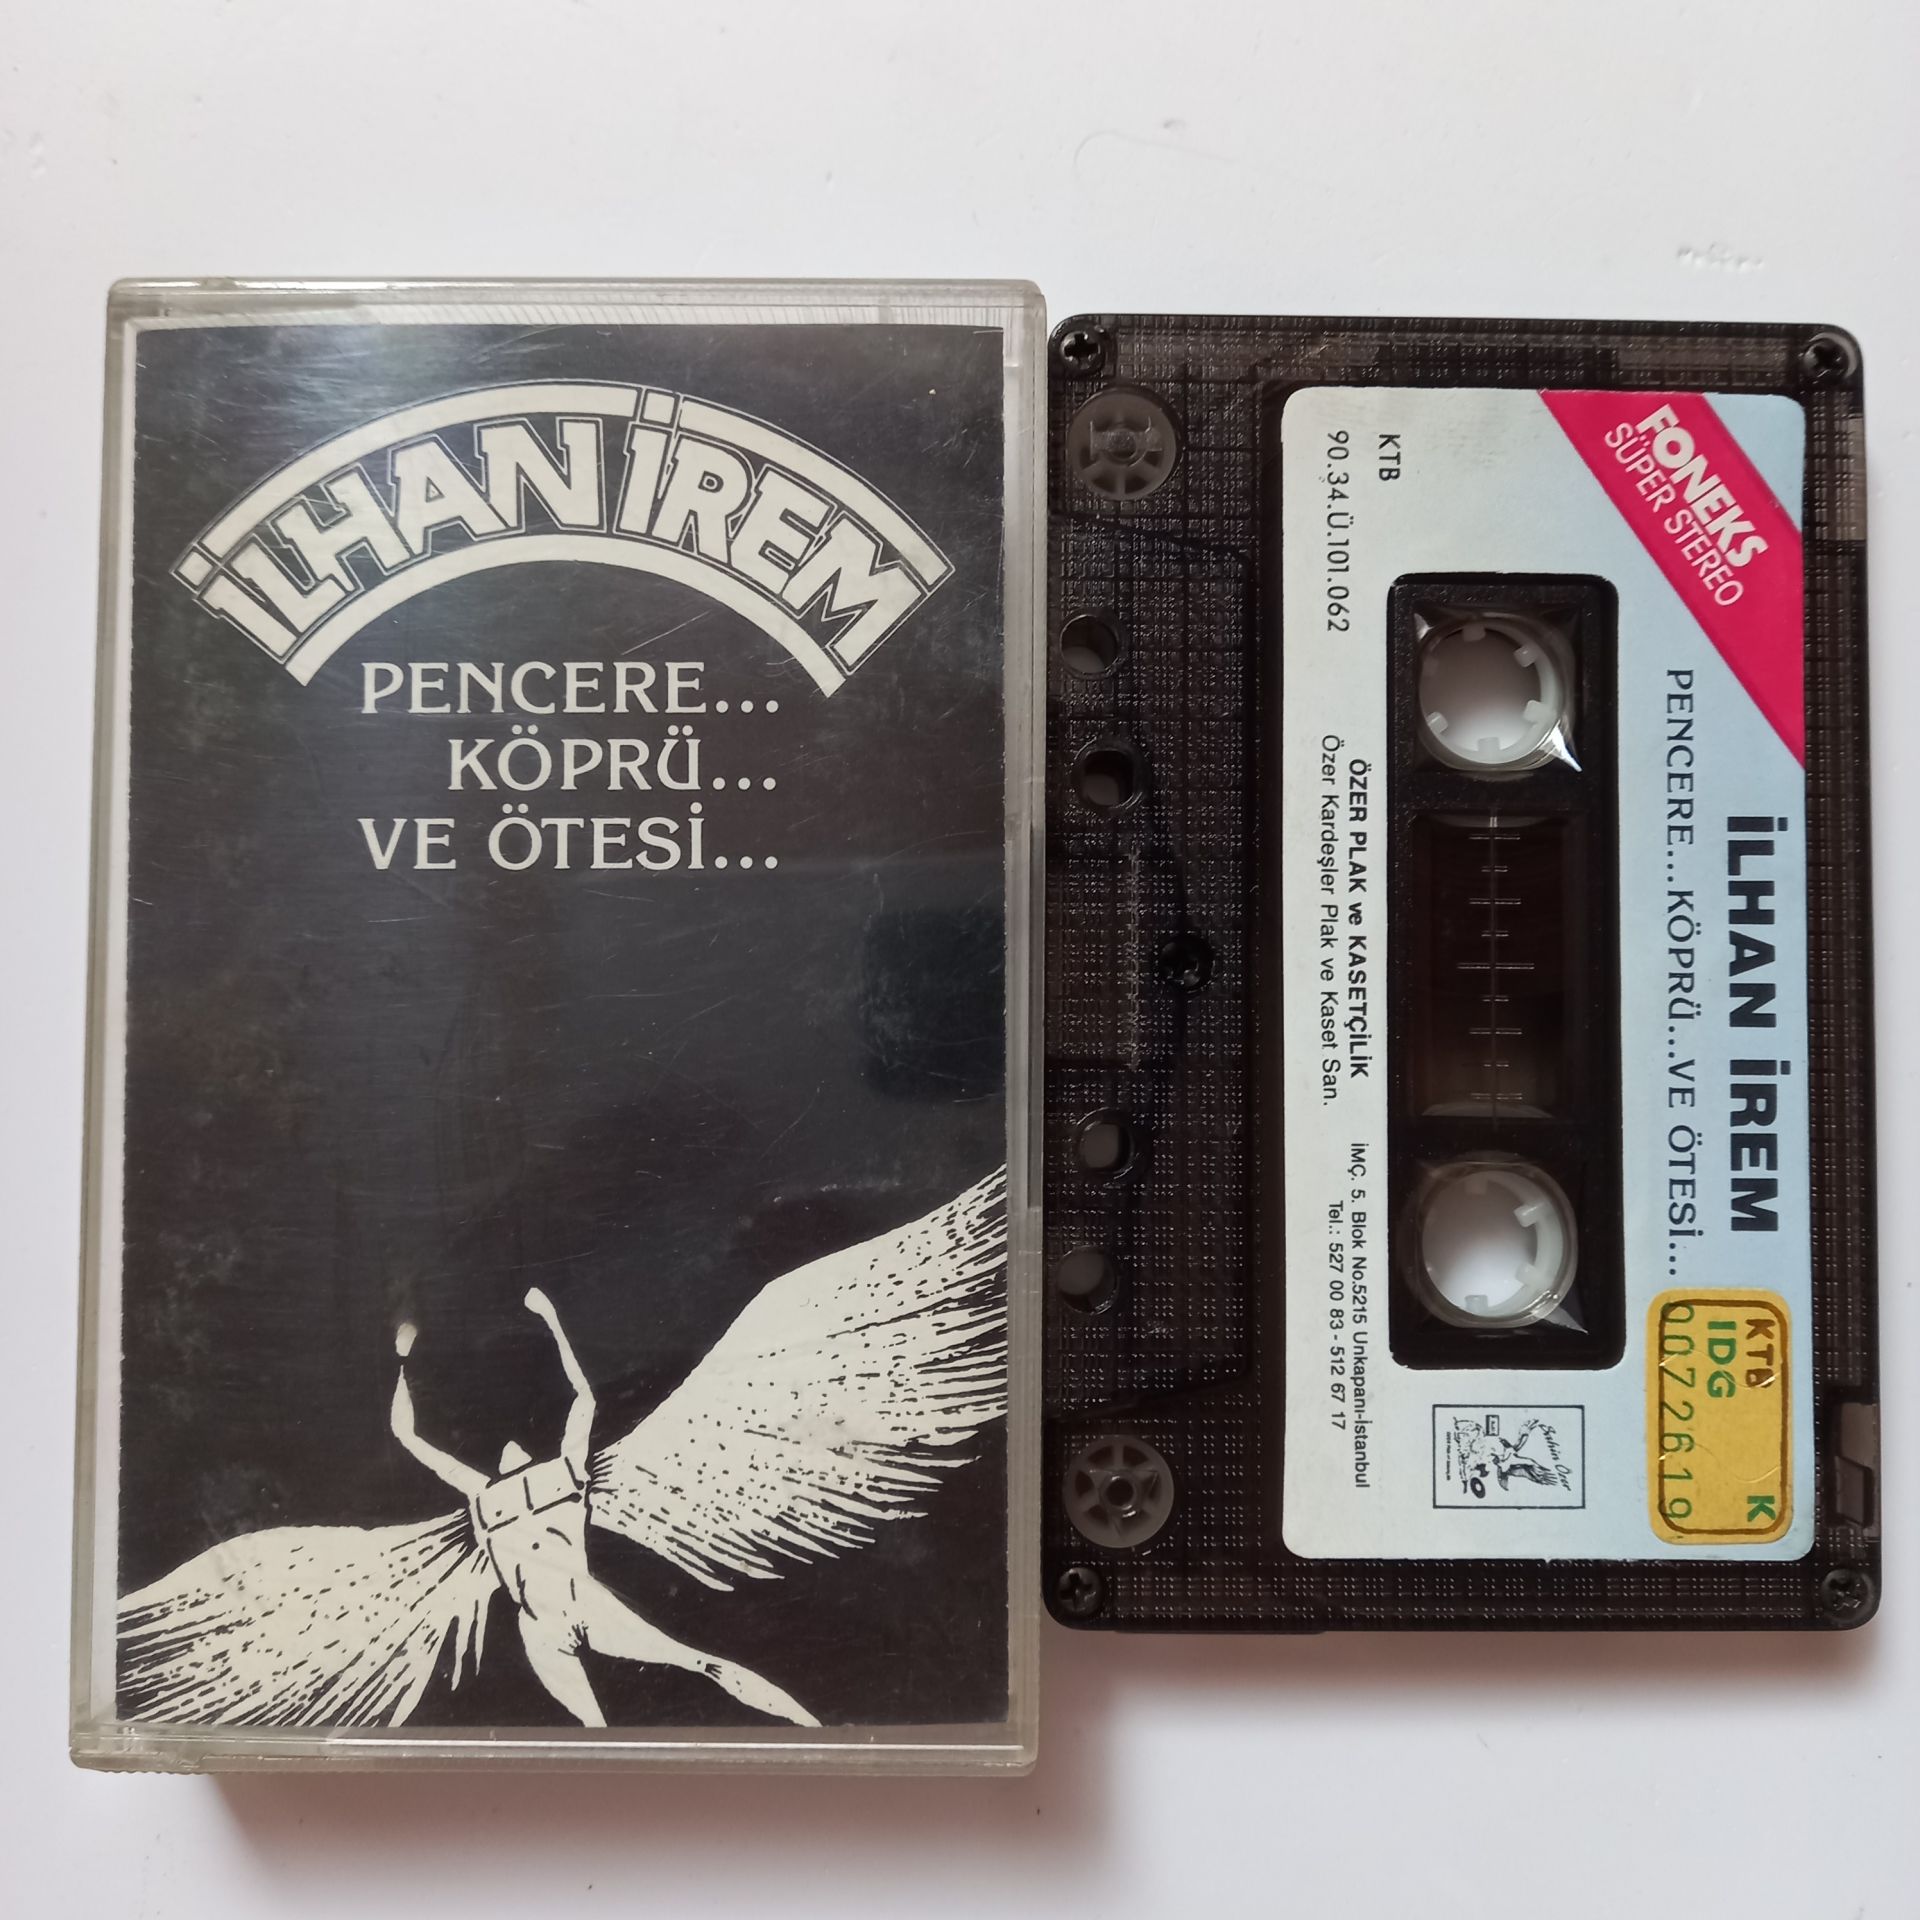 İLHAN İREM
PENCERE...
KÖPRÜ...
VE ÖTESİ...
FONEKS
SÜPER STEREO
İLHAN İREM
PENCERE...KÖPRÜ...VE ÖTESİ...
KTB
IDG
K
0072619
KTB
90.34.Ü.101.062
ÖZER PLAK ve KASETÇİLİK
Özer Kardeşler Plak ve Kaset San.
İMÇ. 5. Blok No.5215 Unkapanı-İstanbul
Tel.: 527 00 83 - 512 67 17